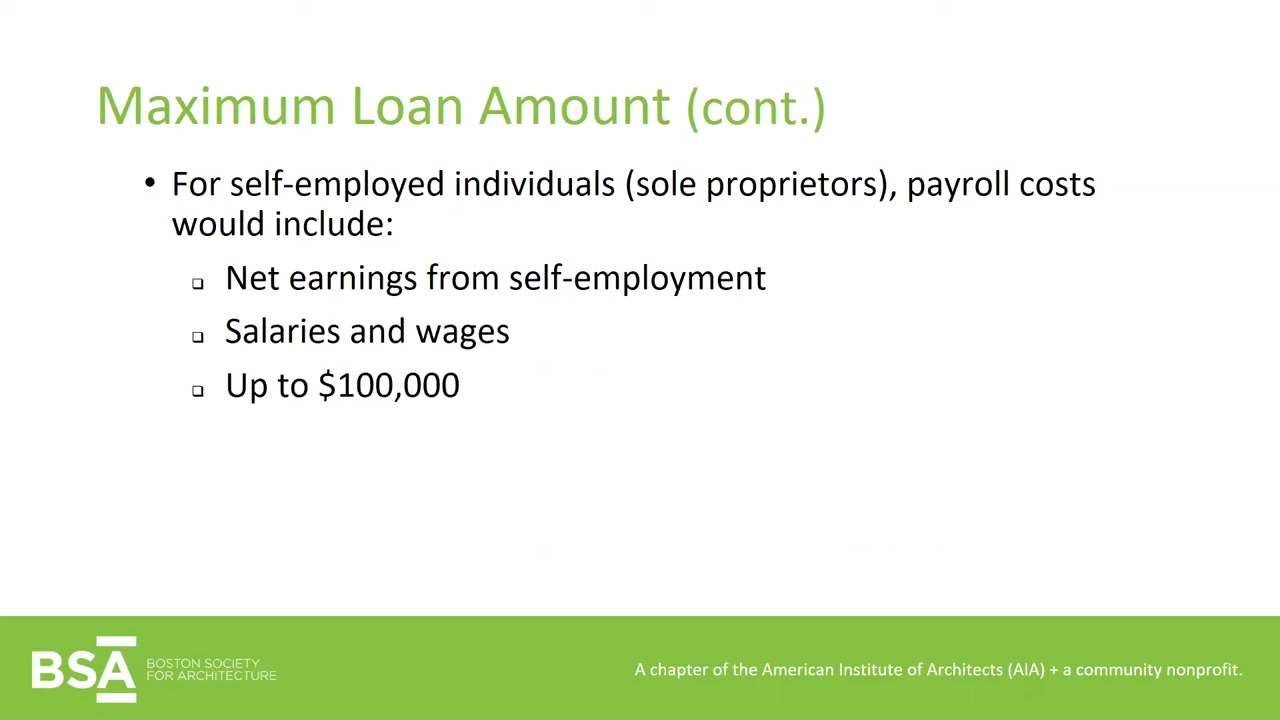 Maximum Loan Amount (cont.)
• For self-employed individuals (sole proprietors), payroll costs
would include:
❑ Net earnings from self-employment
❑ Salaries and wages
❑ Up to $100,000
BSA
BOSTON SOCIETY
FOR ARCHITECTURE
A chapter of the American Institute of Architects (AIA) + a community nonprofit.